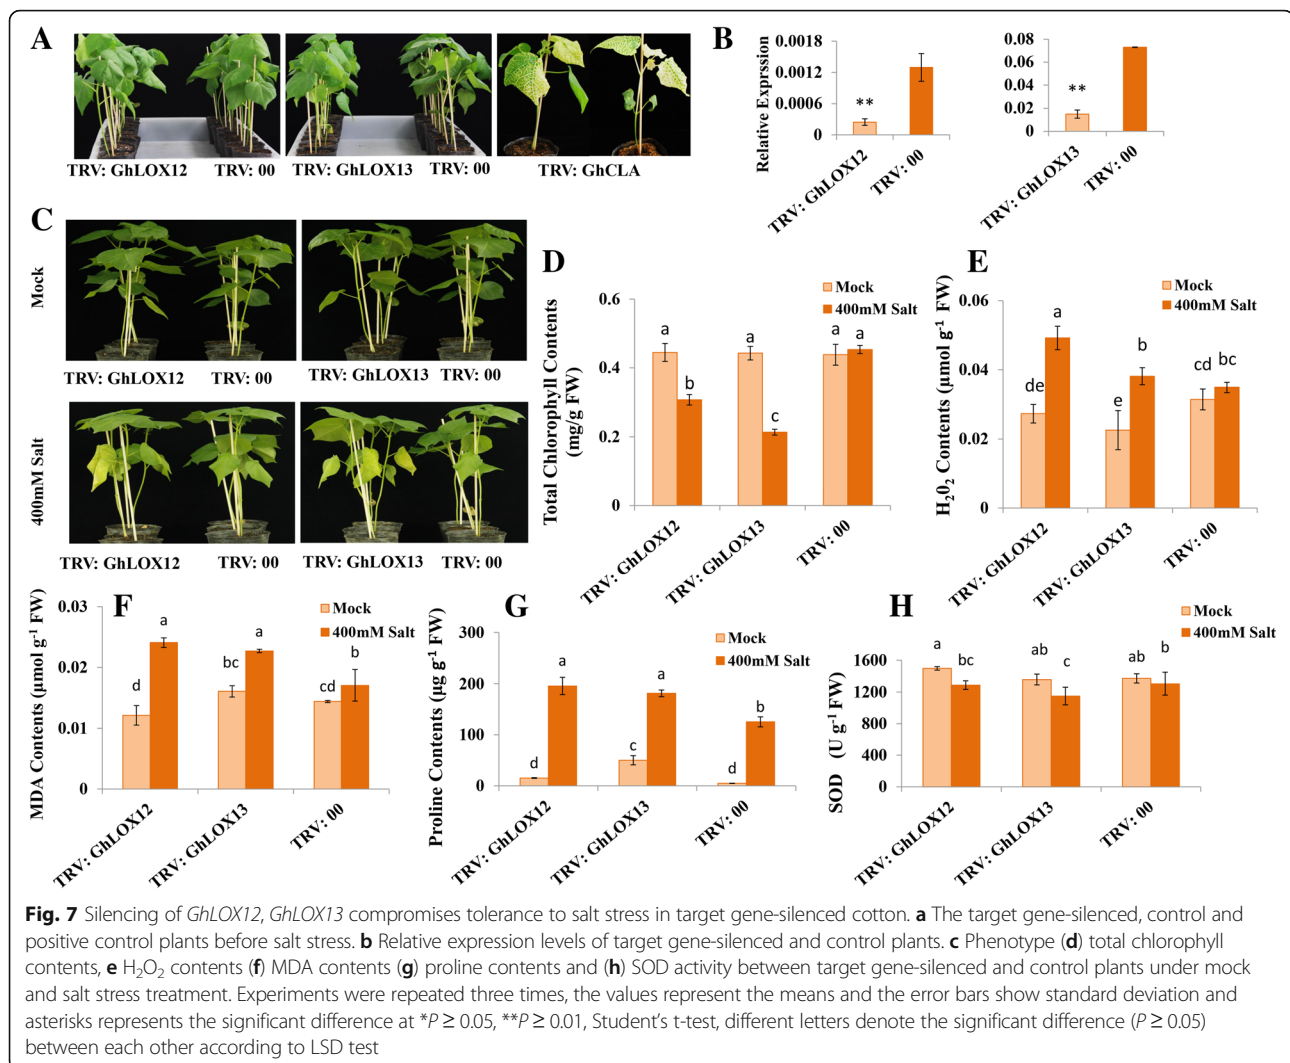 A
TRV: GhLOX12 TRV: 00 TRV: GhLOX13 TRV: 00 TRV: GhCLA
B
Relative Exprssion
0.0018
0.0012
0.0006
0
**
TRV: GhLOX12
TRV: 00
0.08
0.06
0.04
0.02
0
**
TRV: GhLOX13
TRV: 00
C
Mock
TRV: GhLOX12 TRV: 00 TRV: GhLOX13 TRV: 00
400mM Salt
TRV: GhLOX12 TRV: 00 TRV: GhLOX13 TRV: 00
D
Mock
400mM Salt
Total Chlorophyll Contents
(mg/g FW)
0.6
0.4
0.2
0
a b a c a a
TRV: GhLOX12
TRV: GhLOX13
TRV: 00
E
Mock
400mM Salt
H₂0₂ Contents (µmol g⁻¹ FW)
0.06
0.04
0.02
0
de a e b cd bc
TRV: GhLOX12
TRV: GhLOX13
TRV: 00
F
Mock
400mM Salt
MDA Contents (µmol g⁻¹ FW)
0.03
0.02
0.01
0
d a bc a cd b
TRV: GhLOX12
TRV: GhLOX13
TRV: 00
G
Mock
400mM Salt
Proline Contents (µg g⁻¹ FW)
300
200
100
0
d a c a d b
TRV: GhLOX12
TRV: GhLOX13
TRV: 00
H
Mock
400mM Salt
SOD (U g⁻¹ FW)
1600
1200
800
400
0
a bc ab c ab b
TRV: GhLOX12
TRV: GhLOX13
TRV: 00
Fig. 7 Silencing of GhLOX12, GhLOX13 compromises tolerance to salt stress in target gene-silenced cotton. a The target gene-silenced, control and
positive control plants before salt stress. b Relative expression levels of target gene-silenced and control plants. c Phenotype (d) total chlorophyll
contents, e H₂O₂ contents (f) MDA contents (g) proline contents and (h) SOD activity between target gene-silenced and control plants under mock
and salt stress treatment. Experiments were repeated three times, the values represent the means and the error bars show standard deviation and
asterisks represents the significant difference at *P ≥ 0.05, **P ≥ 0.01, Student's t-test, different letters denote the significant difference (P ≥ 0.05)
between each other according to LSD test